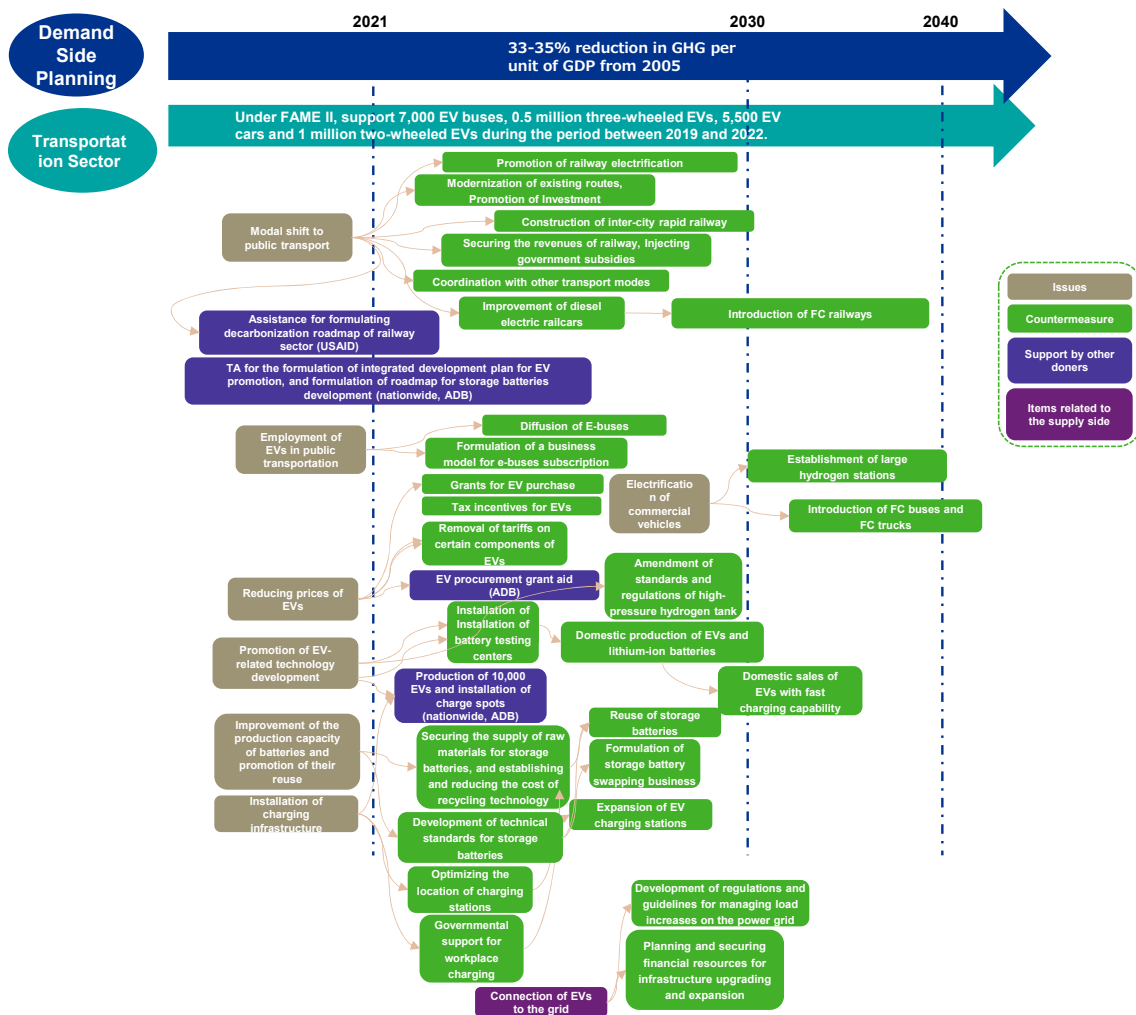 2021
2030
2040
Demand
Side
Planning
33-35% reduction in GHG per
unit of GDP from 2005
Transportat
ion Sector
Under FAME II, support 7,000 EV buses, 0.5 million three-wheeled EVs, 5,500 EV
cars and 1 million two-wheeled EVs during the period between 2019 and 2022.
Promotion of railway electrification
Modernization of existing routes,
Promotion of Investment
Modal shift to
public transport
Construction of inter-city rapid railway
Securing the revenues of railway, Injecting
government subsidies
Coordination with other transport modes
Improvement of diesel
electric railcars
Introduction of FC railways
Issues
Countermeasure
Support by other
doners
Items related to
the supply side
Assistance for formulating
decarbonization roadmap of railway
sector (USAID)
TA for the formulation of integrated development plan for EV
promotion, and formulation of roadmap for storage batteries
development (nationwide, ADB)
Employment of
EVs in public
transportation
Diffusion of E-buses
Formulation of a business
model for e-buses subscription
Grants for EV purchase
Tax incentives for EVs
Removal of tariffs on
certain components of
EVs
Electrificatio
n of
commercial
vehicles
Establishment of large
hydrogen stations
Introduction of FC buses and
FC trucks
Reducing prices of
EVs
EV procurement grant aid
(ADB)
Amendment of
standards and
regulations of high-
pressure hydrogen tank
Promotion of EV-
related technology
development
Installation of
Installation of
battery testing
centers
Domestic production of EVs and
lithium-ion batteries
Production of 10,000
EVs and installation of
charge spots
(nationwide, ADB)
Domestic sales of
EVs with fast
charging capability
Improvement of the
production capacity
of batteries and
promotion of their
reuse
Securing the supply of raw
materials for storage
batteries, and establishing
and reducing the cost of
recycling technology
Reuse of storage
batteries
Formulation of
storage battery
swapping business
Installation of
charging
infrastructure
Expansion of EV
charging stations
Development of technical
standards for storage
batteries
Optimizing the
location of charging
stations
Governmental
support for
workplace
charging
Development of regulations and
guidelines for managing load
increases on the power grid
Planning and securing
financial resources for
infrastructure upgrading
and expansion
Connection of EVs
to the grid